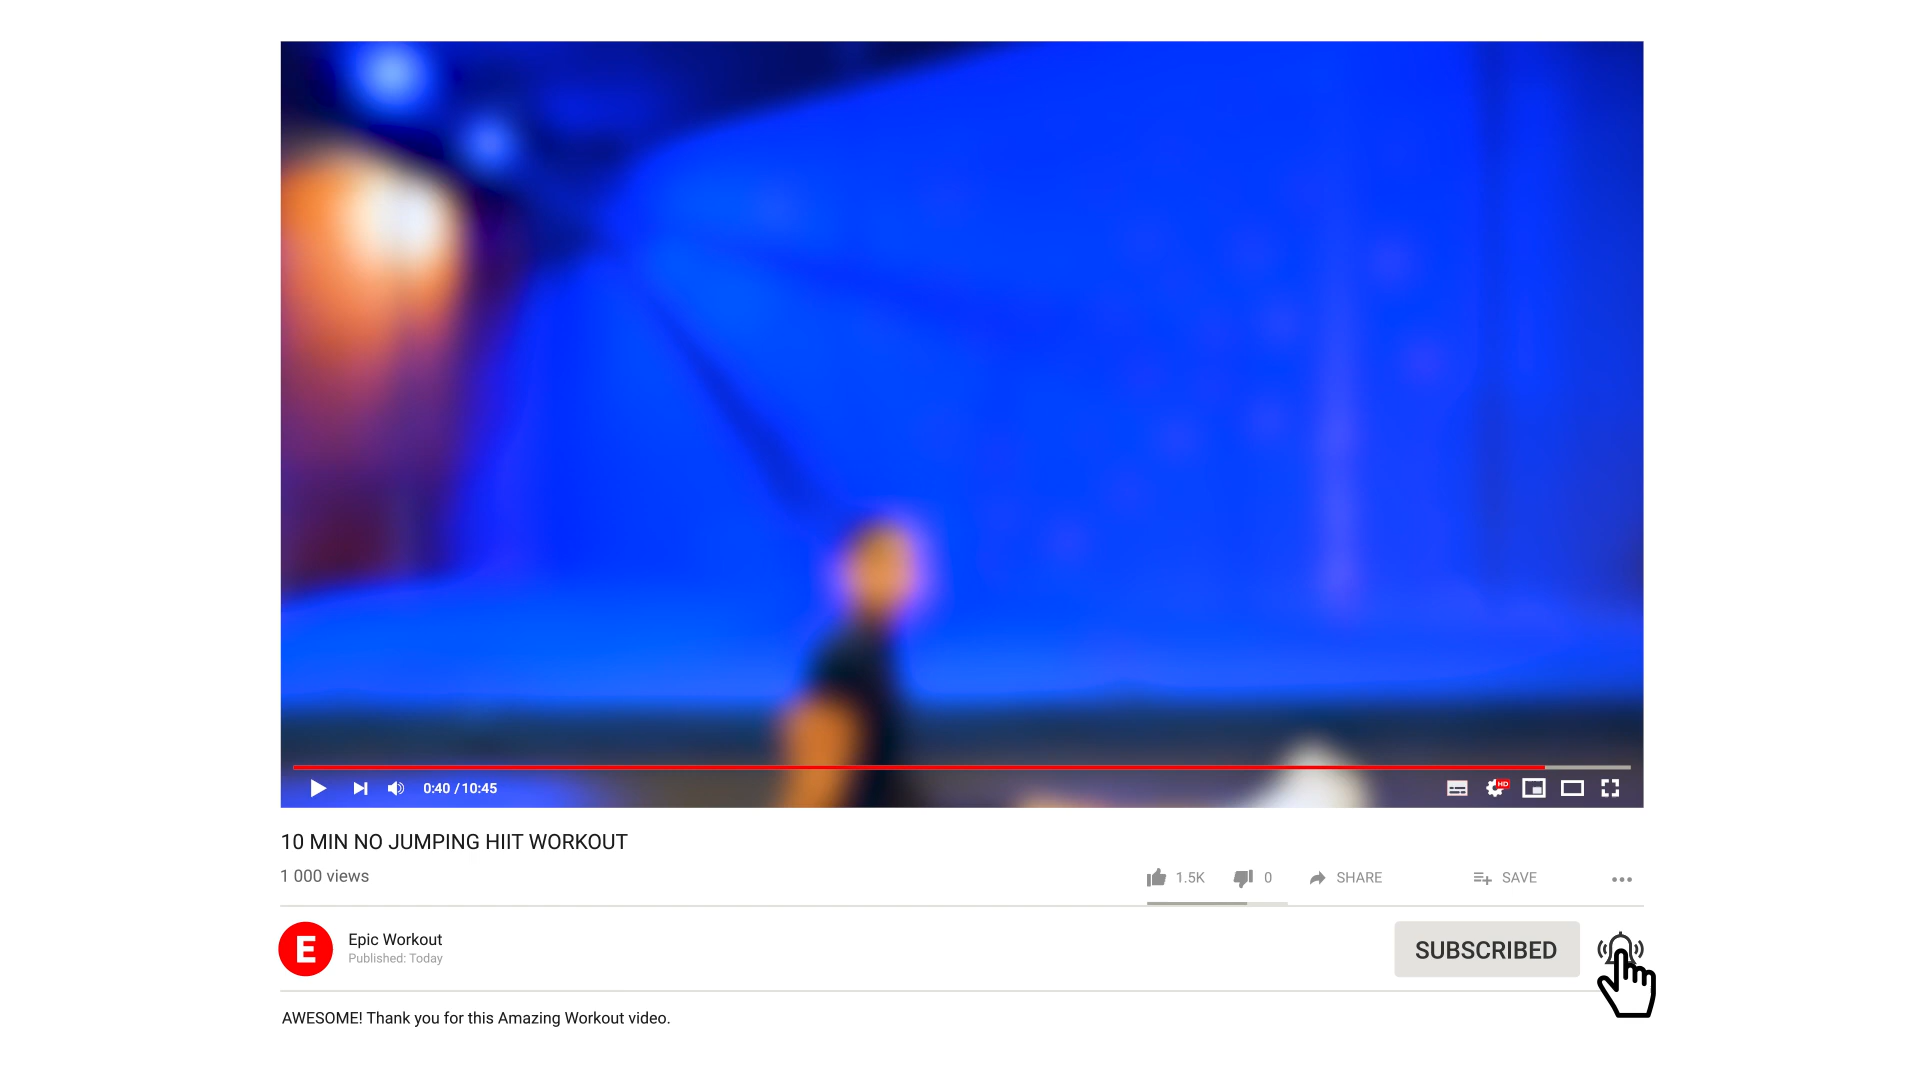 0:40 / 10:45
HD
10 MIN NO JUMPING HIIT WORKOUT
1 000 views
1.5K 0 SHARE SAVE
E
Epic Workout
Published: Today
SUBSCRIBED
AWESOME! Thank you for this Amazing Workout video.